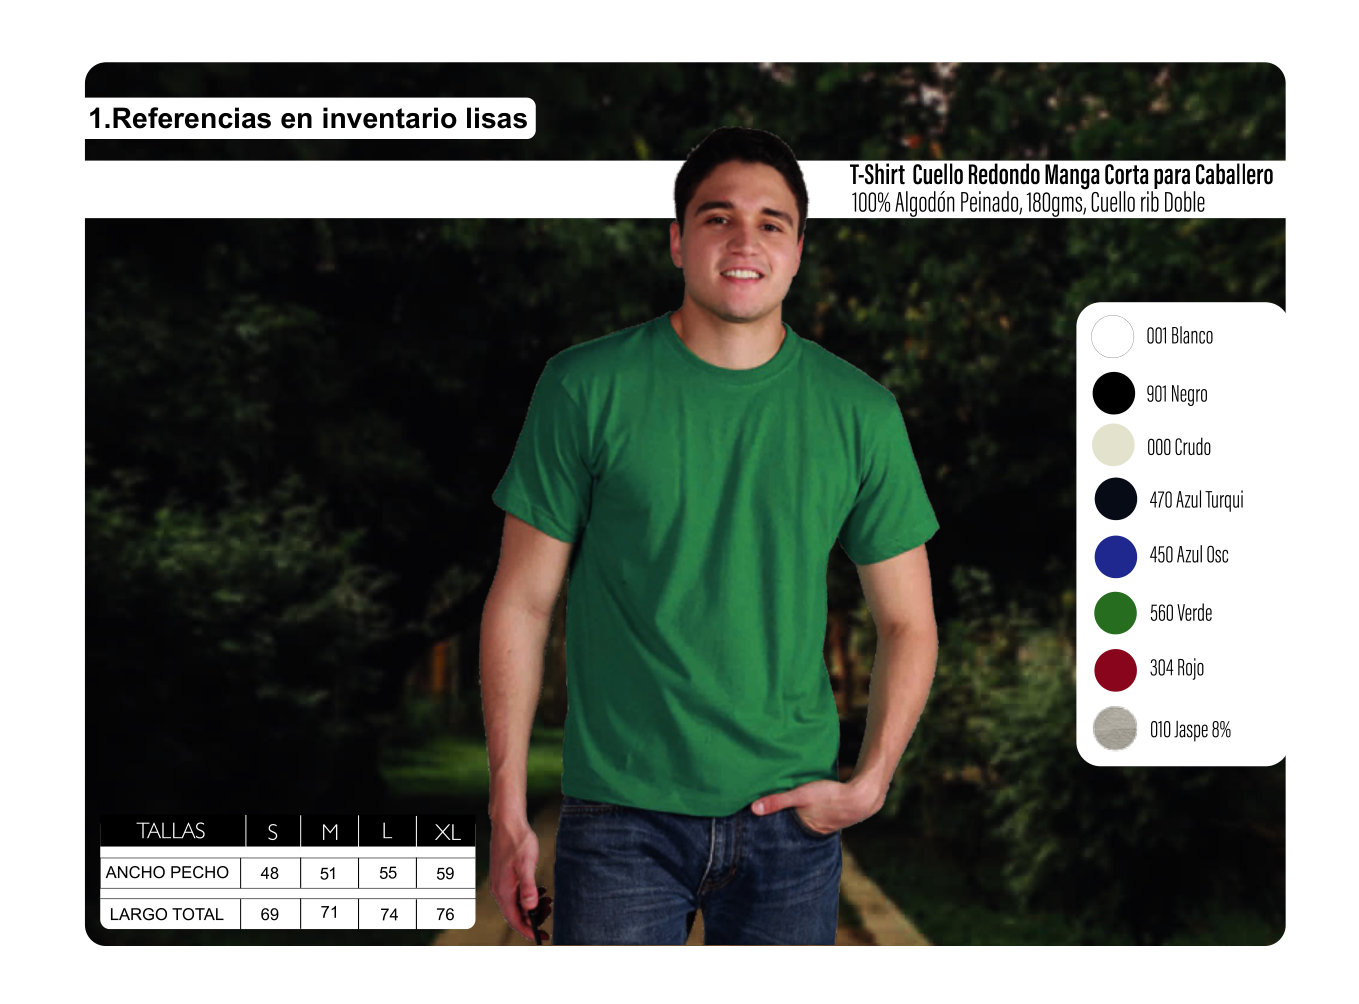 1.Referencias en inventario lisas
T-Shirt Cuello Redondo Manga Corta para Caballero
100% Algodón Peinado, 180gms, Cuello rib Doble
001 Blanco
901 Negro
000 Crudo
470 Azul Turqui
450 Azul Osc
560 Verde
304 Rojo
010 Jaspe 8%
TALLAS S M L XL
ANCHO PECHO 48 51 55 59
LARGO TOTAL 69 71 74 76